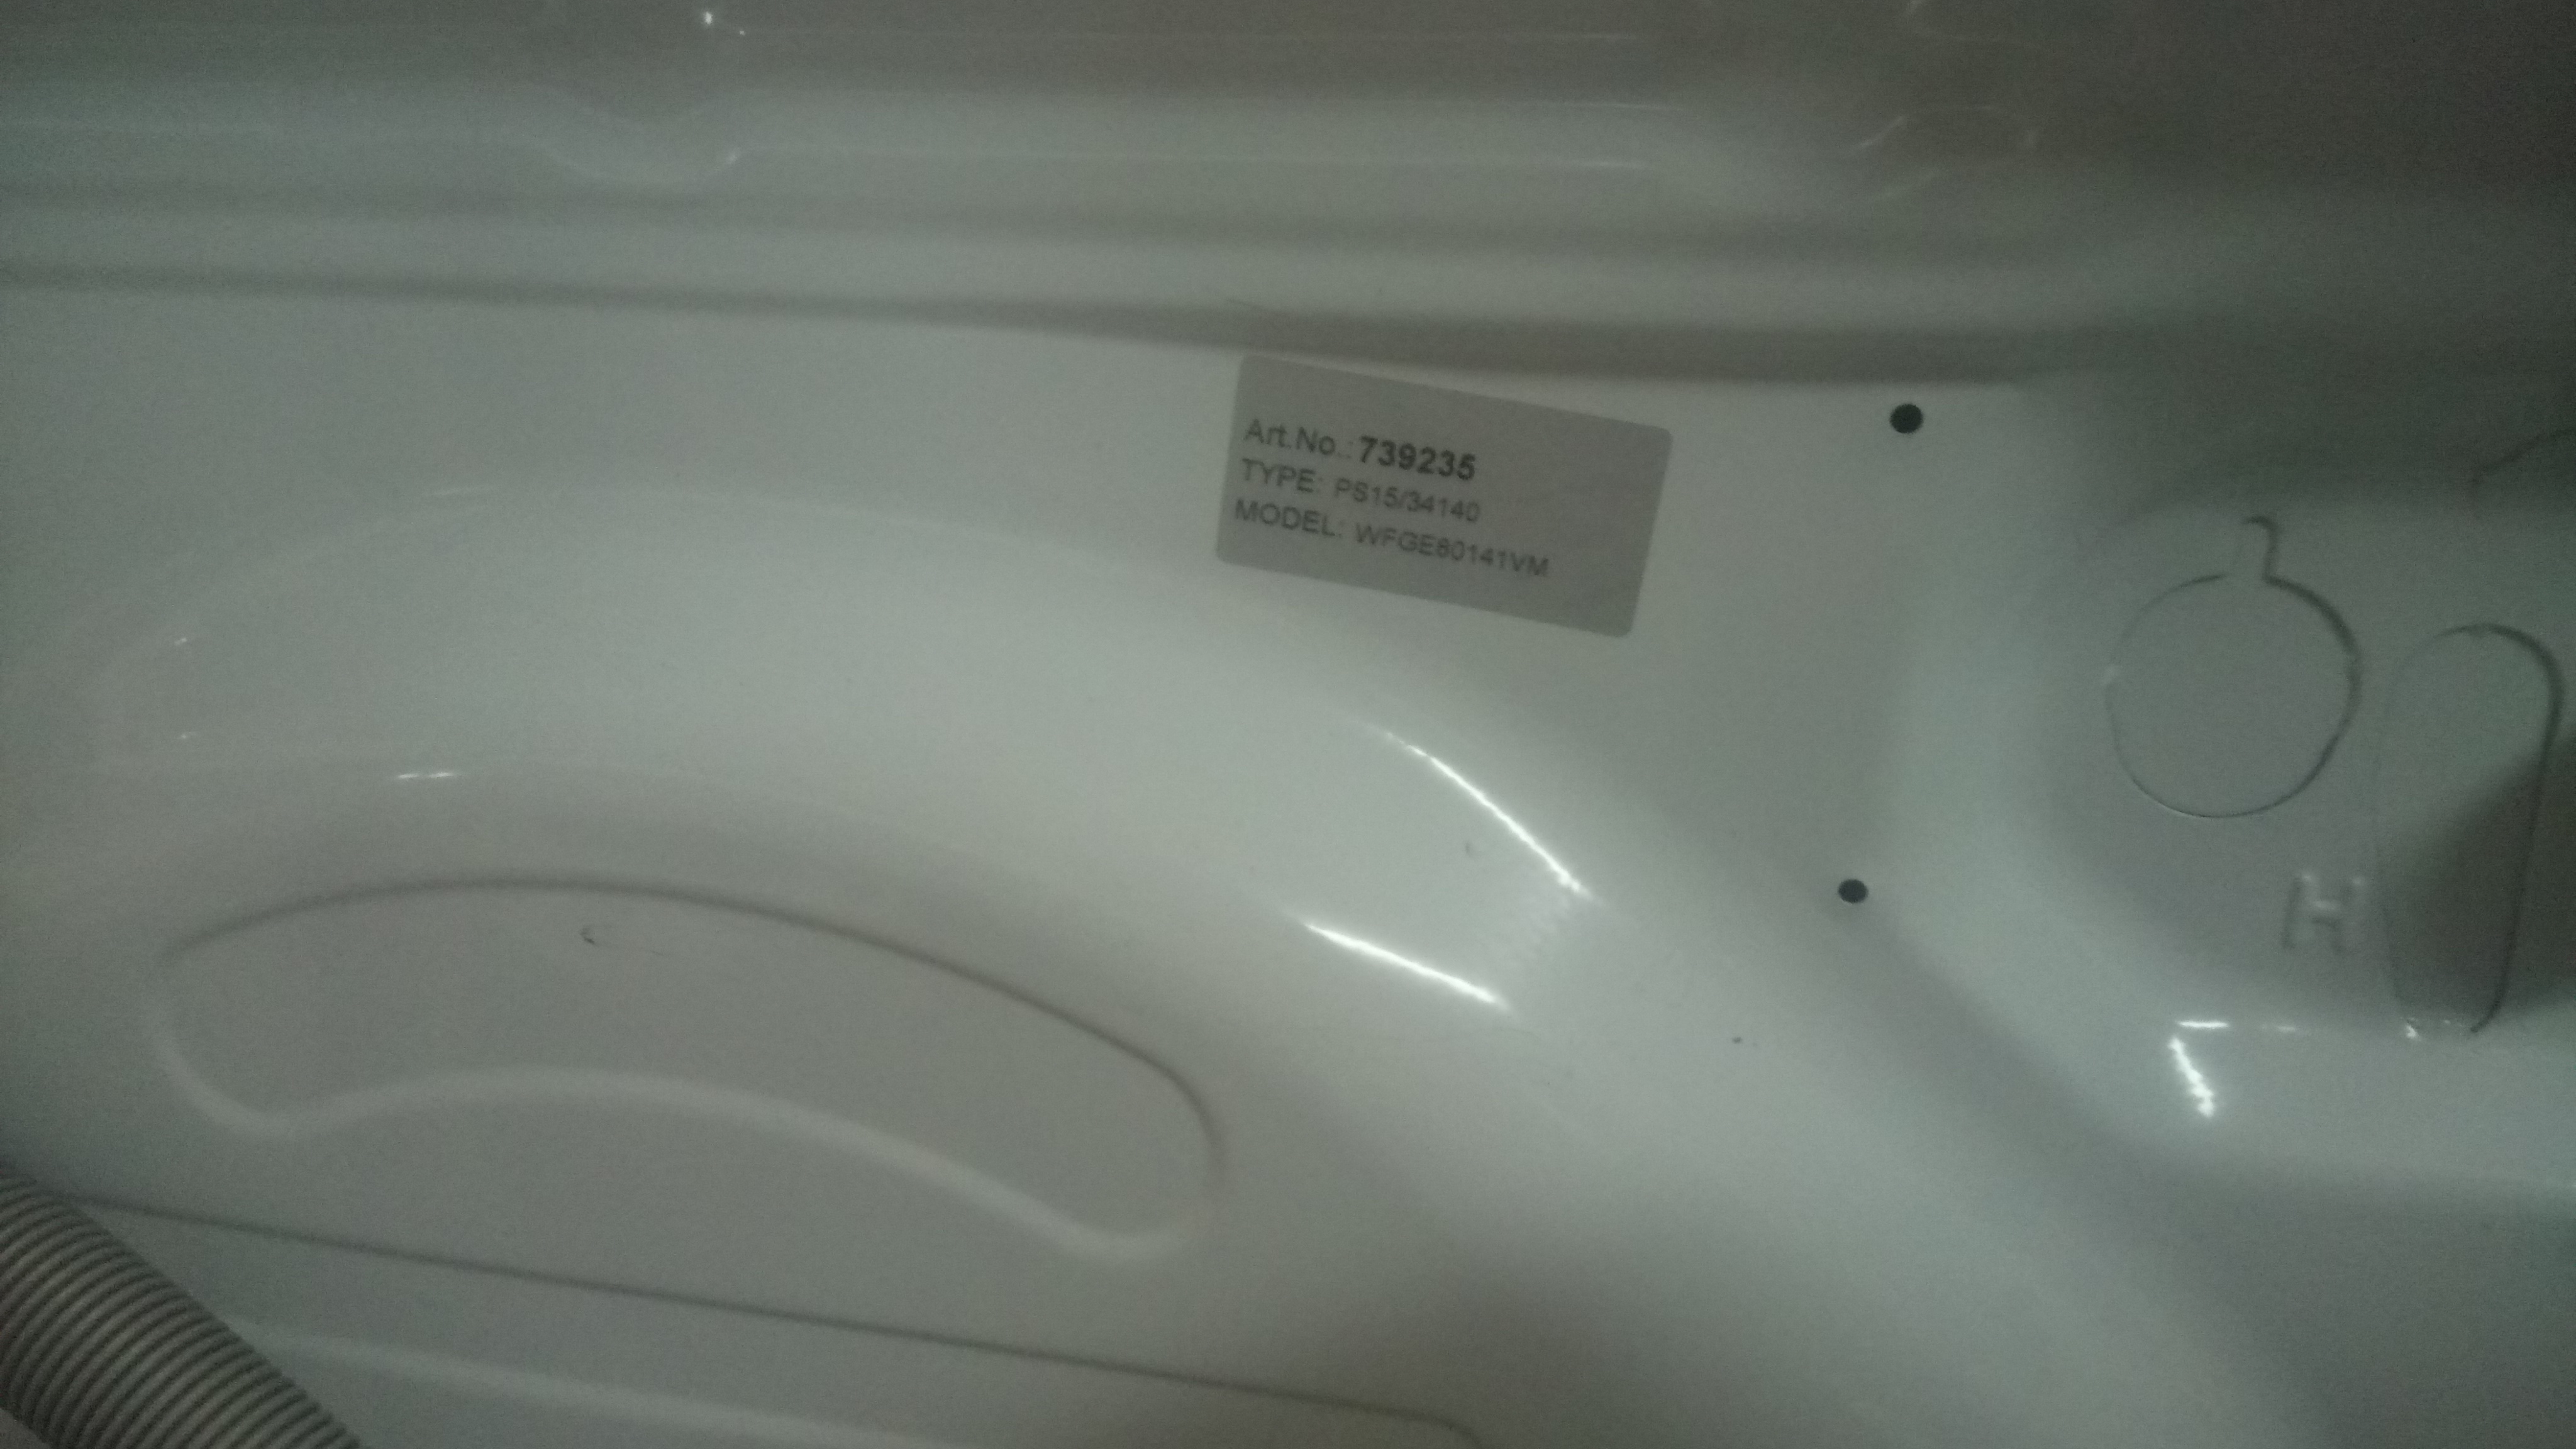 Art.No.: 739235
TYPE: PS15/34140
MODEL: WFGE60141VM
H